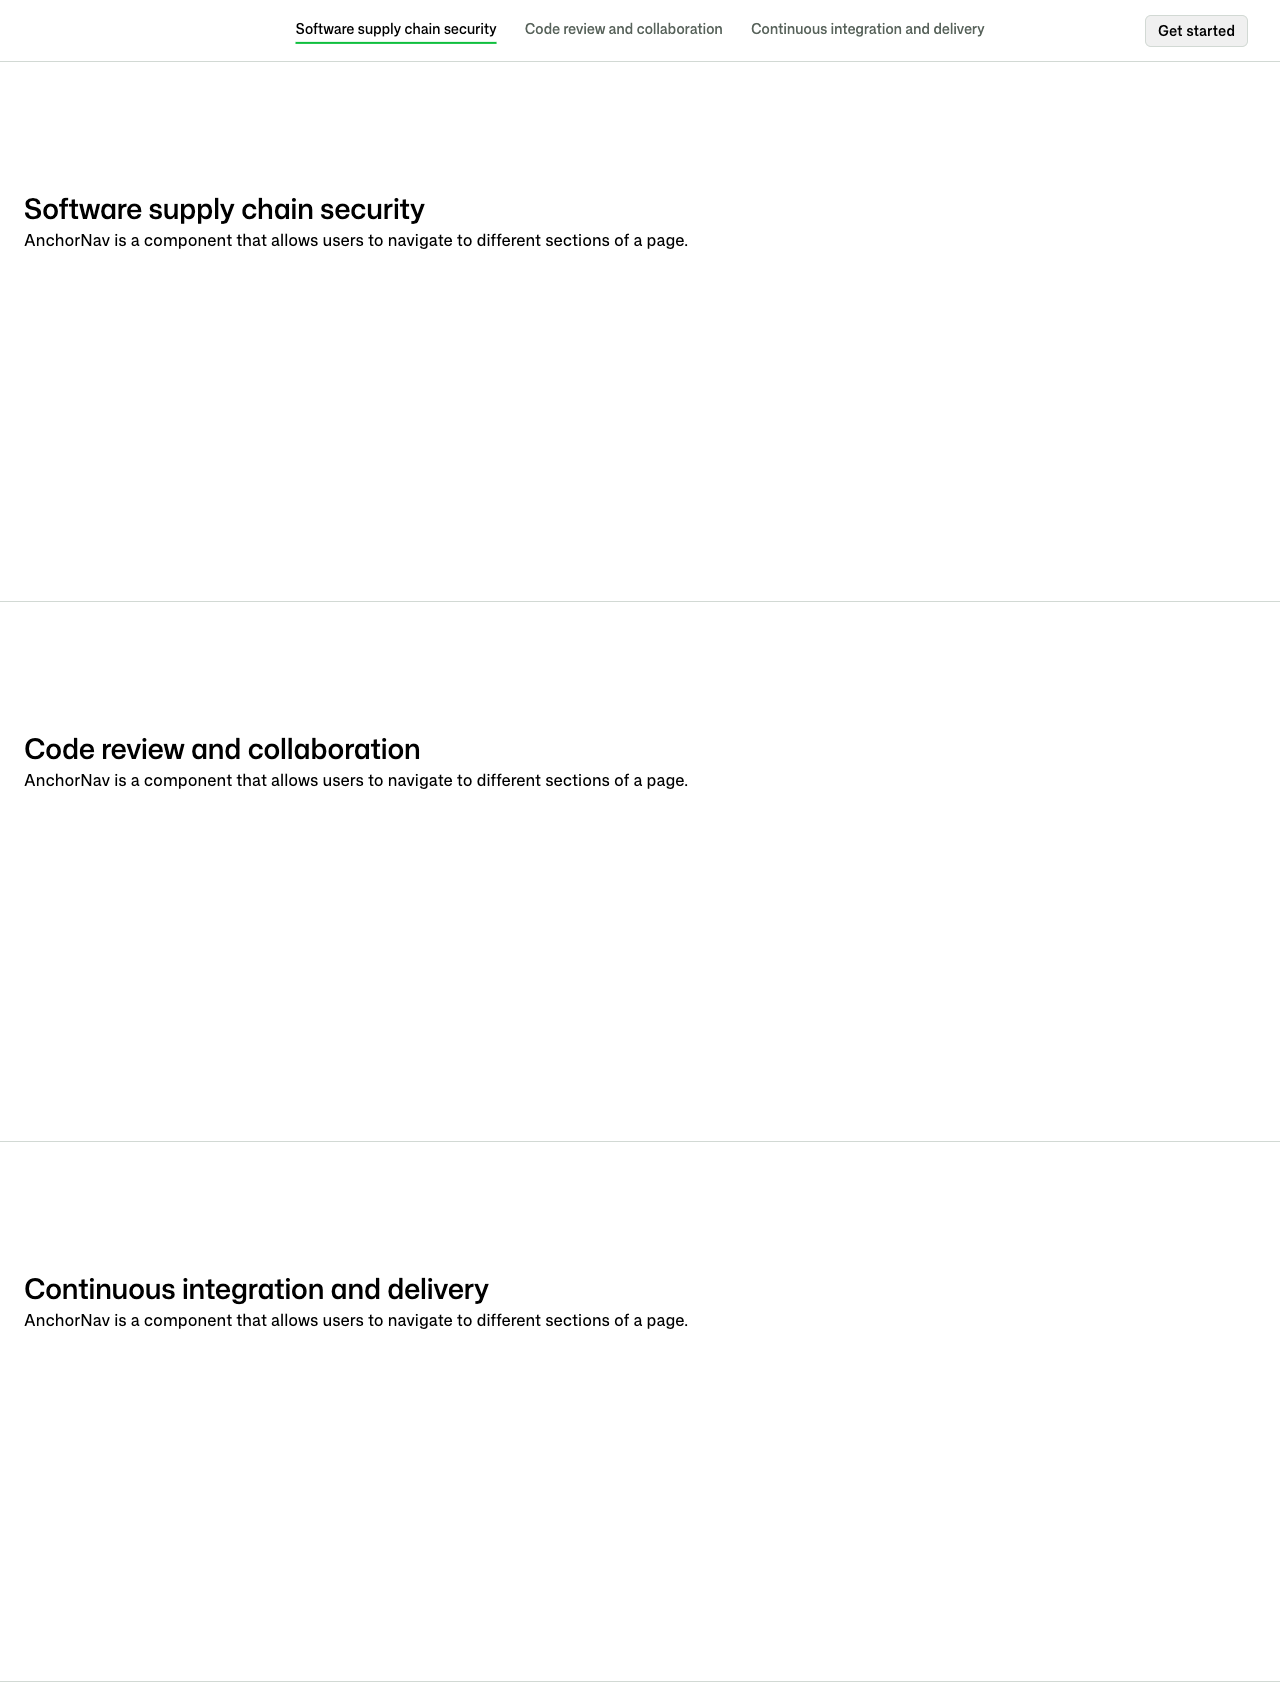 Software supply chain security
Code review and collaboration
Continuous integration and delivery
Get started
Software supply chain security
AnchorNav is a component that allows users to navigate to different sections of a page.
Code review and collaboration
AnchorNav is a component that allows users to navigate to different sections of a page.
Continuous integration and delivery
AnchorNav is a component that allows users to navigate to different sections of a page.